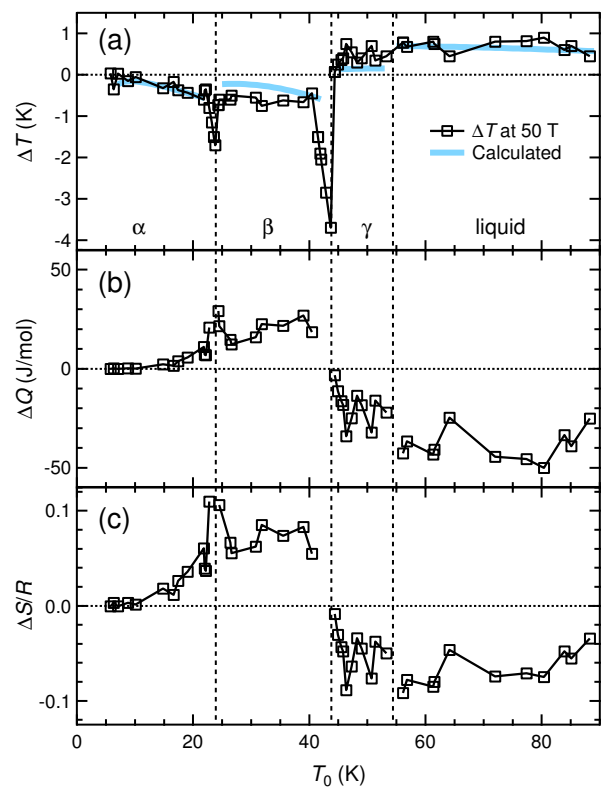 (a)
1
0
-1
-2
-3
-4
ΔT (K)
ΔT at 50 T
Calculated
α β γ liquid
(b)
50
0
-50
ΔQ (J/mol)
(c)
0.1
0.0
-0.1
ΔS/R
0 20 40 60 80
T₀ (K)